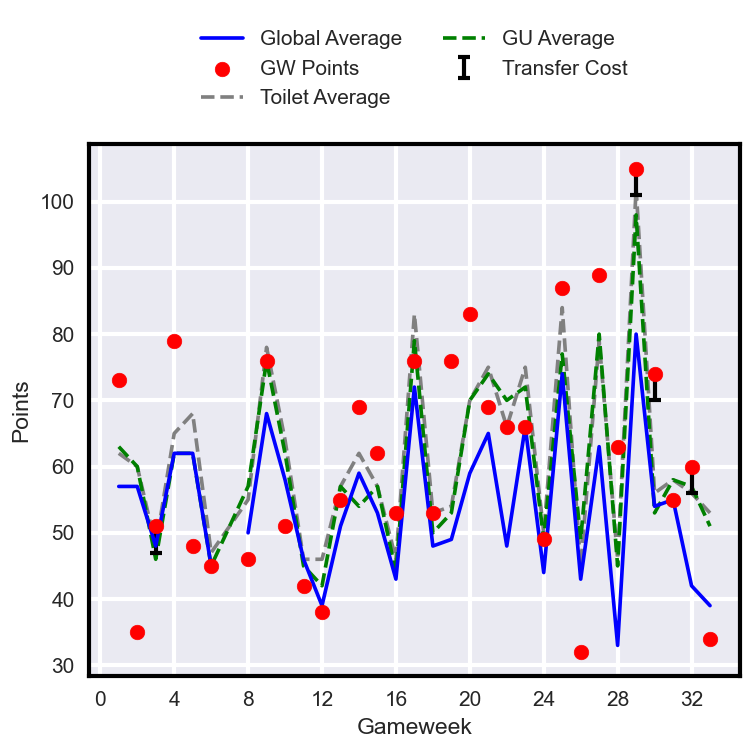 Global Average
GW Points
Toilet Average
GU Average
Transfer Cost
Points
100
90
80
70
60
50
40
30
0 4 8 12 16 20 24 28 32
Gameweek